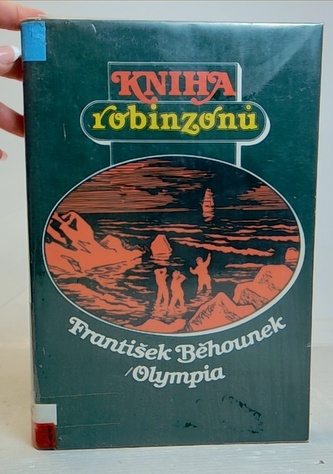 KNIHA
robinzonů
František Běhounek
/Olympia